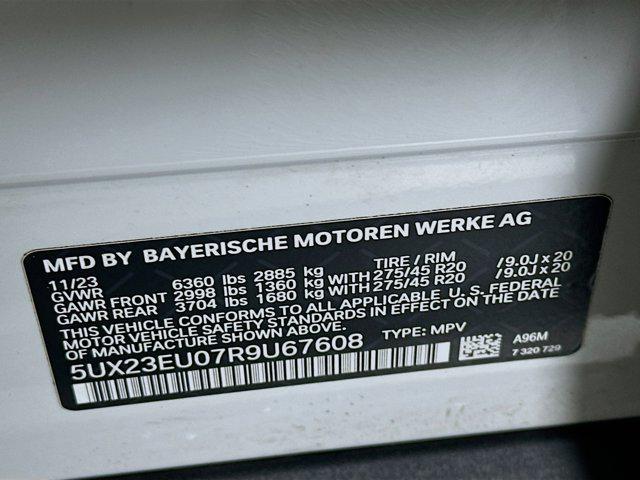 MFD BY BAYERISCHE MOTOREN WERKE AG
11/23 TIRE / RIM
GVWR 6360 lbs 2885 kg
GAWR FRONT 2998 lbs 1360 kg WITH 275/45 R20 /9.0J x 20
GAWR REAR 3704 lbs 1680 kg WITH 275/45 R20 /9.0J x 20
THIS VEHICLE CONFORMS TO ALL APPLICABLE U. S. FEDERAL
MOTOR VEHICLE SAFETY STANDARDS IN EFFECT ON THE DATE
OF MANUFACTURE SHOWN ABOVE.
5UX23EU07R9U67608 TYPE: MPV A96M
7 320 729